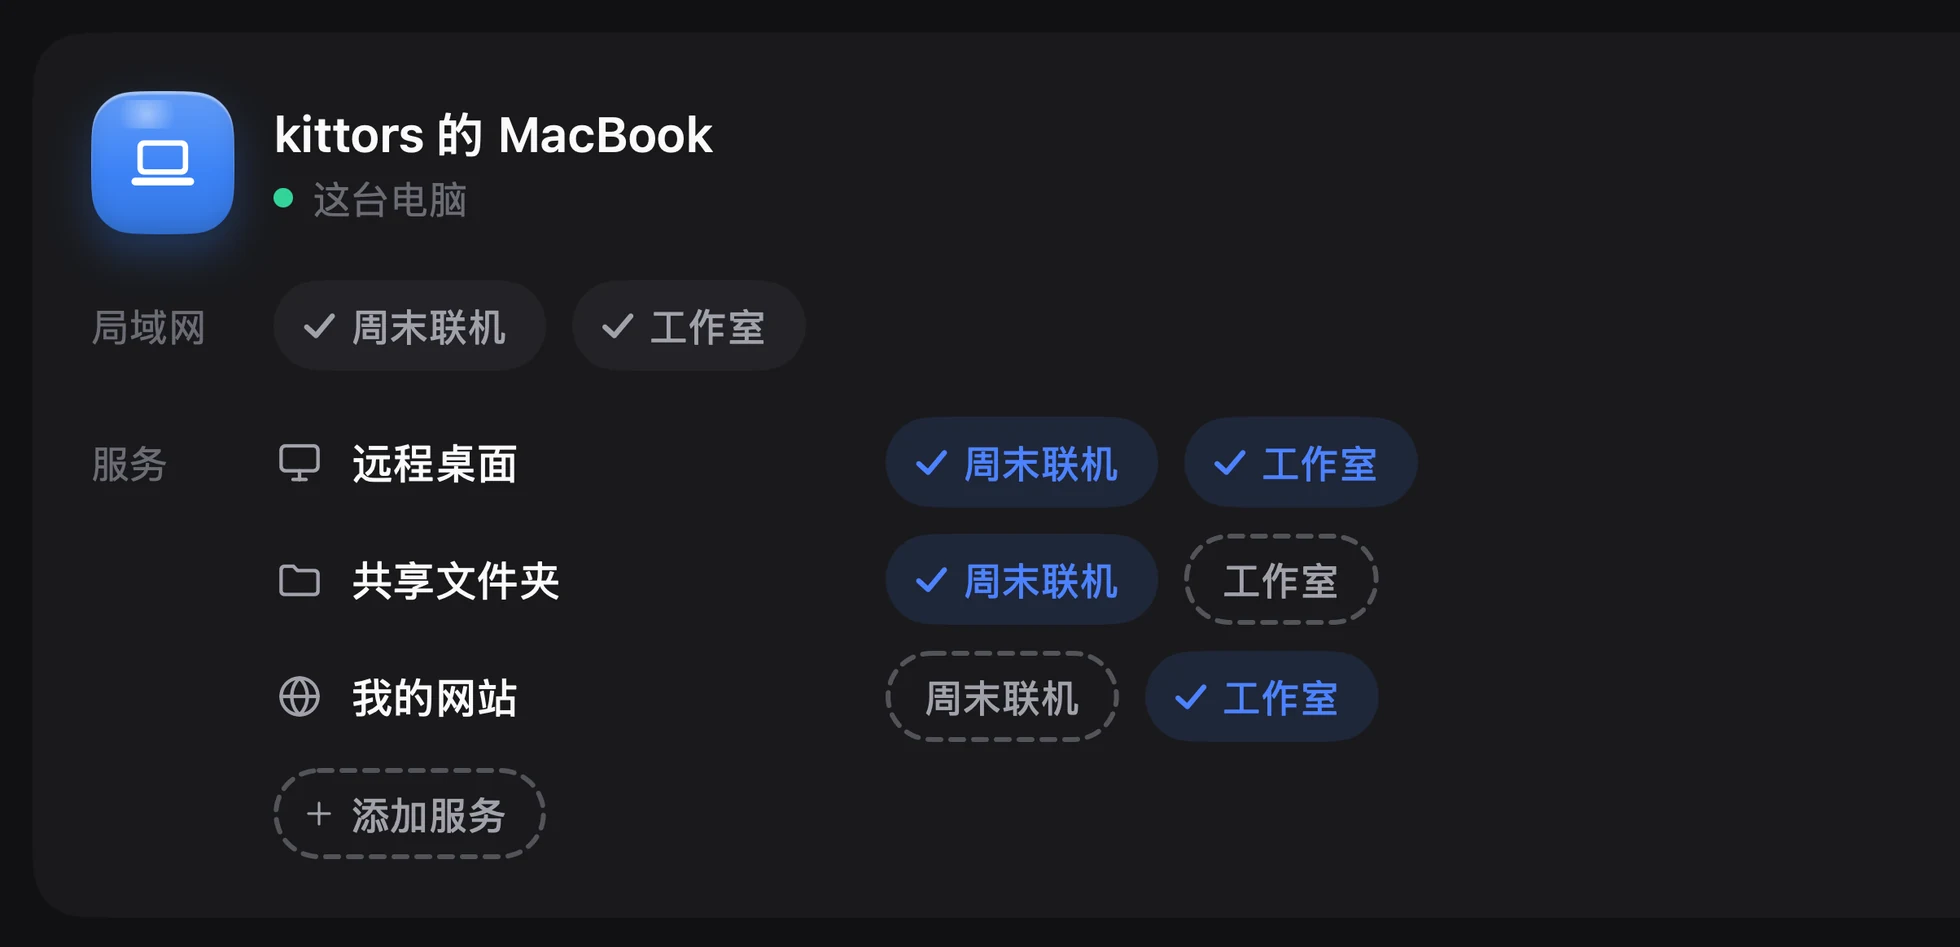 kittors 的 MacBook
这台电脑
局域网 周末联机 工作室
服务 远程桌面 周末联机 工作室
共享文件夹 周末联机 工作室
我的网站 周末联机 工作室
+ 添加服务